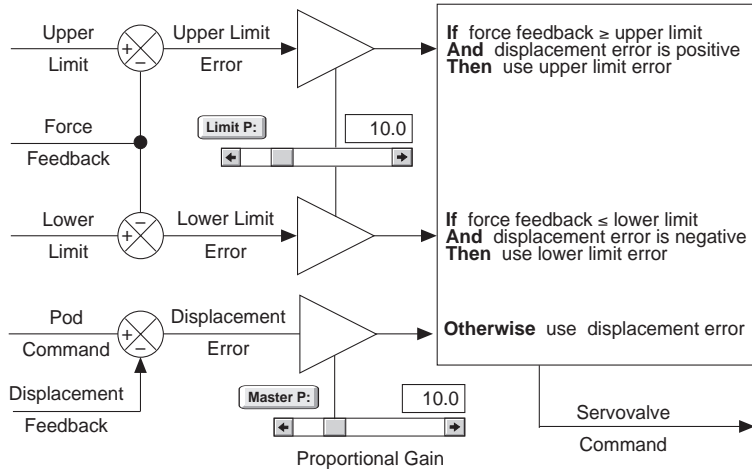 Upper
Limit
+
−
Upper Limit
Error
If force feedback ≥ upper limit
And displacement error is positive
Then use upper limit error
Force
Feedback
Limit P:
10.0
Lower
Limit
−
+
Lower Limit
Error
If force feedback ≤ lower limit
And displacement error is negative
Then use lower limit error
Pod
Command
+
−
Displacement
Error
Otherwise use displacement error
Displacement
Feedback
Master P:
10.0
Proportional Gain
Servovalve
Command